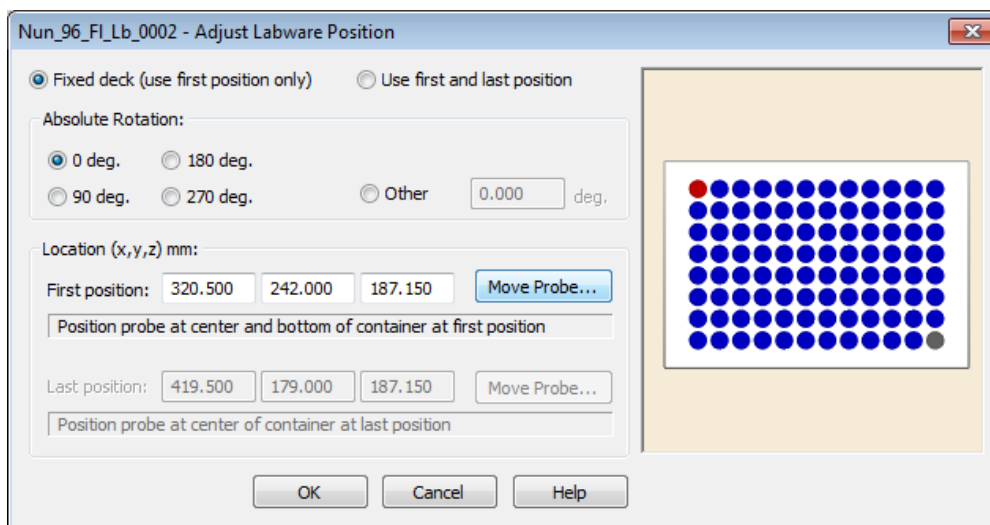 Nun_96_Fl_Lb_0002 - Adjust Labware Position
Fixed deck (use first position only) Use first and last position
Absolute Rotation:
0 deg. 180 deg.
90 deg. 270 deg. Other 0.000 deg.
Location (x,y,z) mm:
First position: 320.500 242.000 187.150 Move Probe...
Position probe at center and bottom of container at first position
Last position: 419.500 179.000 187.150 Move Probe...
Position probe at center of container at last position
OK Cancel Help